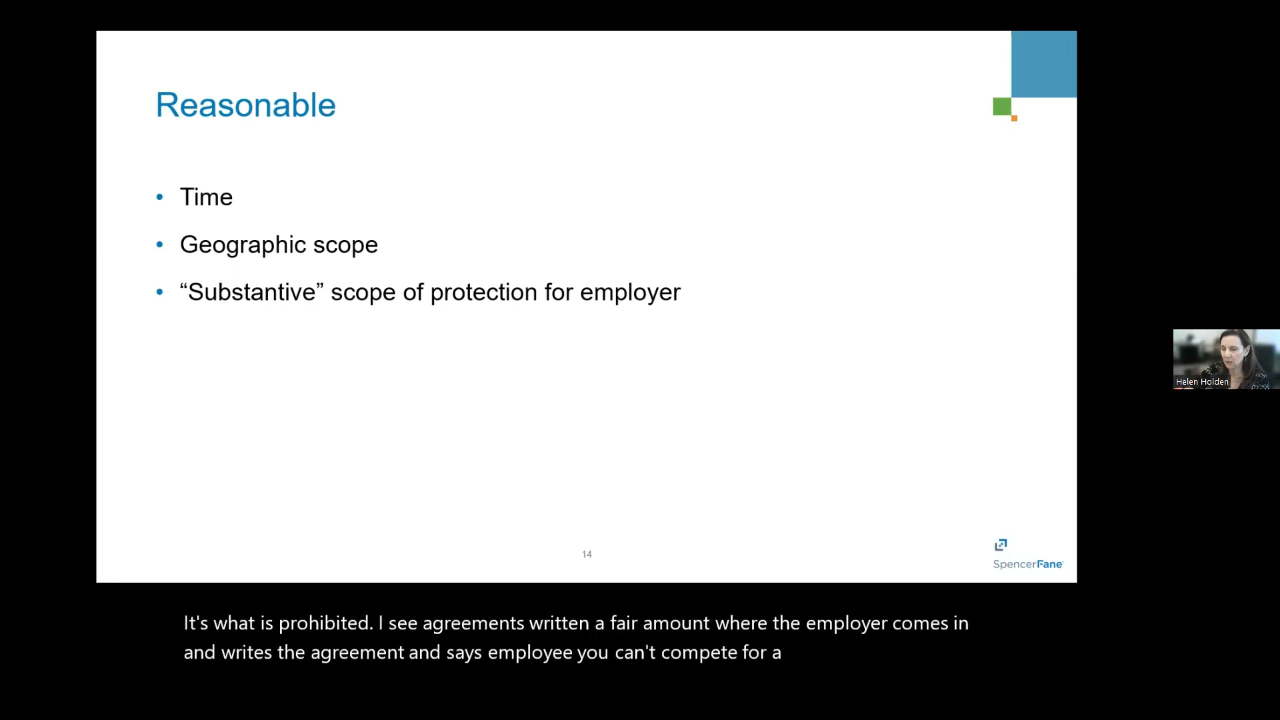 Reasonable
• Time
• Geographic scope
• “Substantive” scope of protection for employer
Helen Holden
14
SpencerFane
It's what is prohibited. I see agreements written a fair amount where the employer comes in
and writes the agreement and says employee you can't compete for a